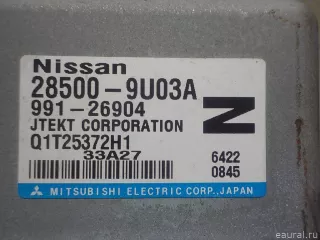 Nissan
28500-9U03A
991-26904
N
JTEKT CORPORATION
Q1T25372H1
33A27
6422
0845
MITSUBISHI ELECTRIC CORP., JAPAN
© eaural.ru